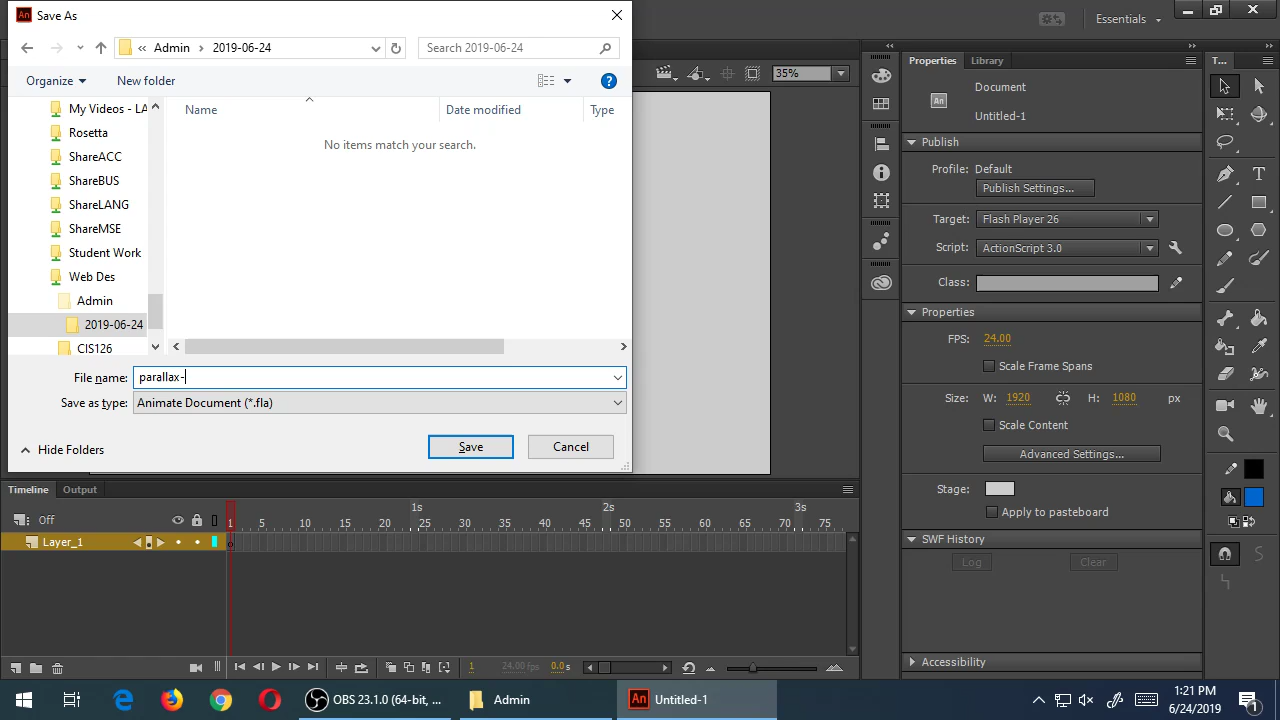 An Save As
Essentials
Admin 2019-06-24
Search 2019-06-24
Organize
New folder
?
My Videos - LA
Rosetta
ShareACC
ShareBUS
ShareLANG
ShareMSE
Student Work
Web Des
Admin
2019-06-24
CIS126
Name
Date modified
Type
No items match your search.
File name: parallax-
Save as type: Animate Document (*.fla)
Hide Folders
Save
Cancel
35%
Properties
Library
T...
An
Document
Untitled-1
Publish
Profile: Default
Publish Settings...
Target: Flash Player 26
Script: ActionScript 3.0
Class:
Properties
FPS: 24.00
Scale Frame Spans
Size: W: 1920 H: 1080 px
Scale Content
Advanced Settings...
Stage:
Apply to pasteboard
SWF History
Log
Clear
Accessibility
Timeline
Output
1s 2s 3s
Off
1 5 10 15 20 25 30 35 40 45 50 55 60 65 70 75
Layer_1
1 24.00 fps 0.0 s
OBS 23.1.0 (64-bit, ...
Admin
An Untitled-1
1:21 PM
6/24/2019
1